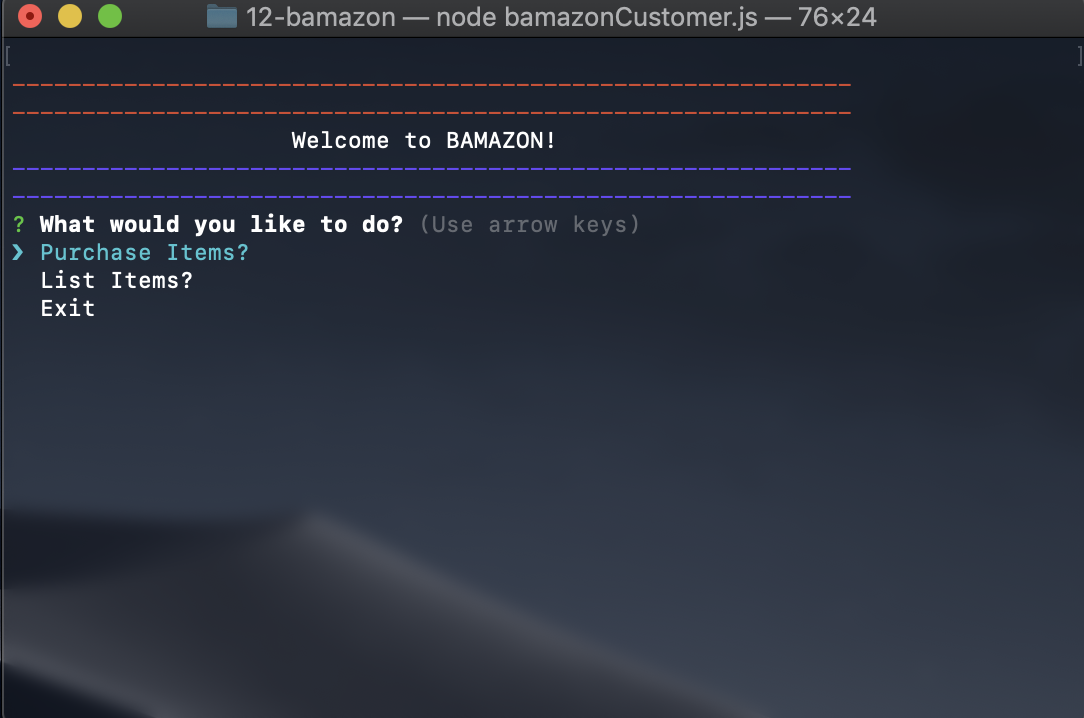 12-bamazon — node bamazonCustomer.js — 76×24
[ ]
------------------------------------------------------------
------------------------------------------------------------
Welcome to BAMAZON!
------------------------------------------------------------
------------------------------------------------------------
? What would you like to do? (Use arrow keys)
❯ Purchase Items?
List Items?
Exit